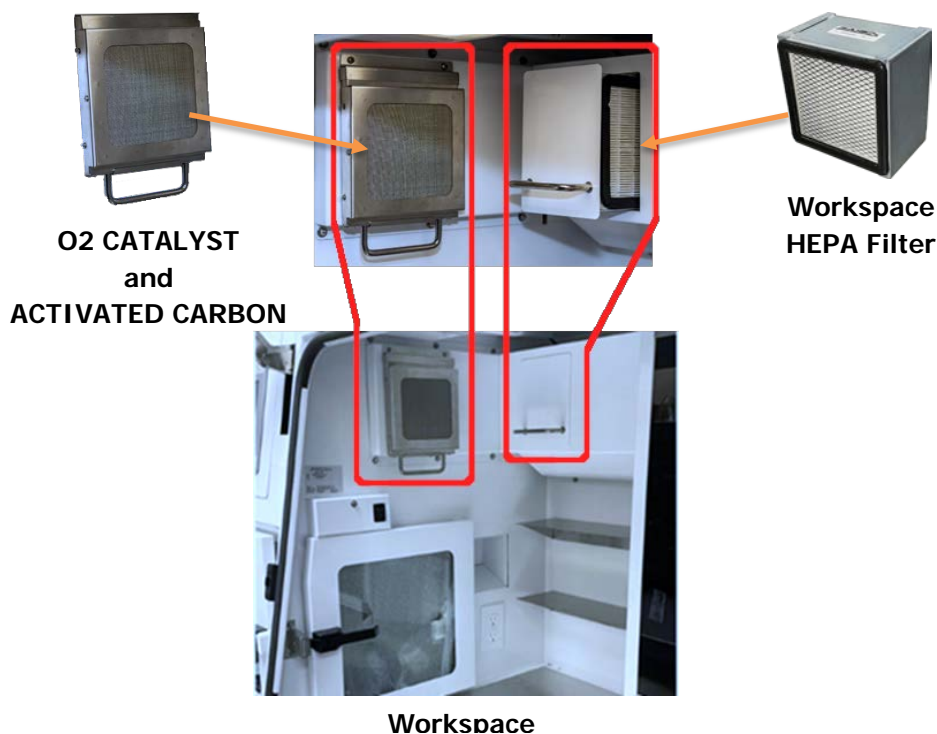 O2 CATALYST
and
ACTIVATED CARBON
Workspace
HEPA Filter
Workspace